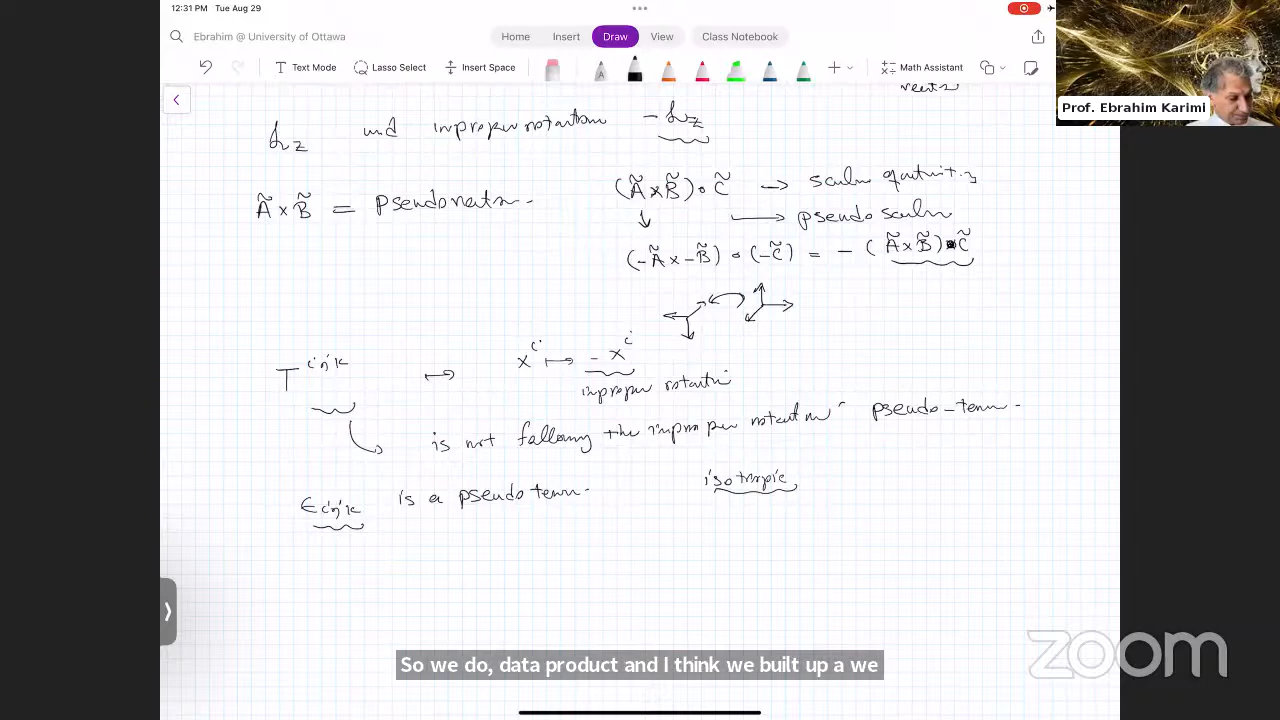 12:31 PM Tue Aug 29
Ebrahim @ University of Ottawa
Home Insert Draw View Class Notebook
Text Mode Lasso Select Insert Space Math Assistant
Prof. Ebrahim Karimi
L_z and improper rotation - L_z
Ã × B̃ = pseudovector.
(Ã × B̃) • C̃ → scalar quantity
→ pseudo scalar
(-Ã × -B̃) • (-C̃) = - (Ã × B̃) • C̃
T^{ijk} ↦ x^i ↦ - x^i
improper rotation
is not following the improper rotation " pseudo-tensor.
ϵ_{ijk} is a pseudo tensor. isotropic
So we do, data product and I think we built up a we
zoom